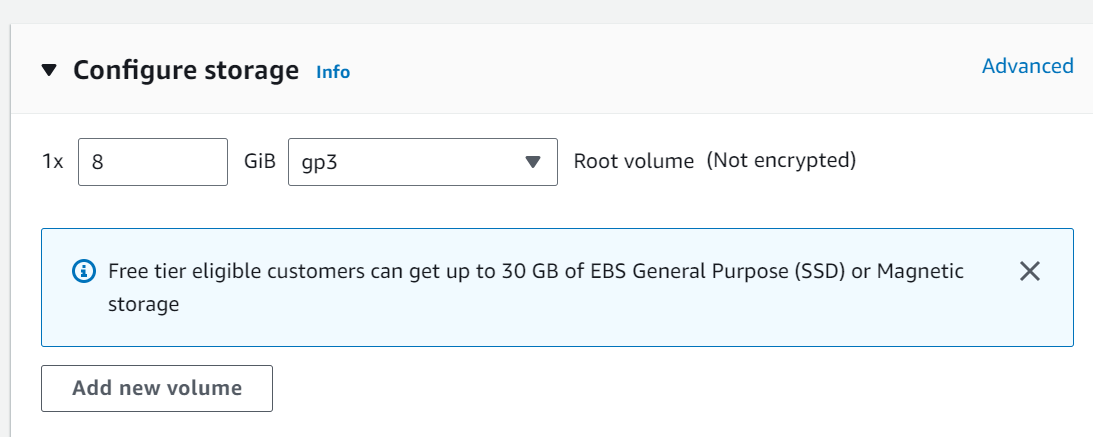 Configure storage Info Advanced
1x 8 GiB gp3 Root volume (Not encrypted)
Free tier eligible customers can get up to 30 GB of EBS General Purpose (SSD) or Magnetic
storage
Add new volume